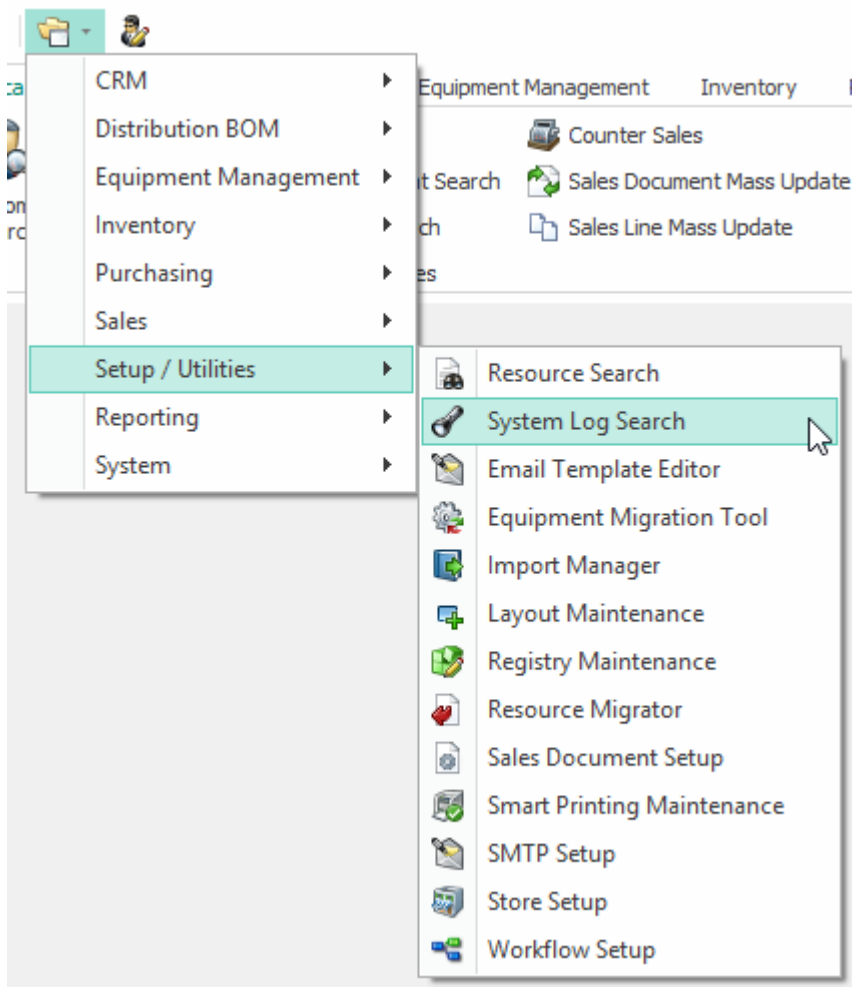 CRM
Equipment Management Inventory
Distribution BOM
Counter Sales
Equipment Management
Search
Sales Document Mass Update
Inventory
Sales Line Mass Update
Purchasing
Sales
Setup / Utilities
Resource Search
Reporting
System Log Search
System
Email Template Editor
Equipment Migration Tool
Import Manager
Layout Maintenance
Registry Maintenance
Resource Migrator
Sales Document Setup
Smart Printing Maintenance
SMTP Setup
Store Setup
Workflow Setup